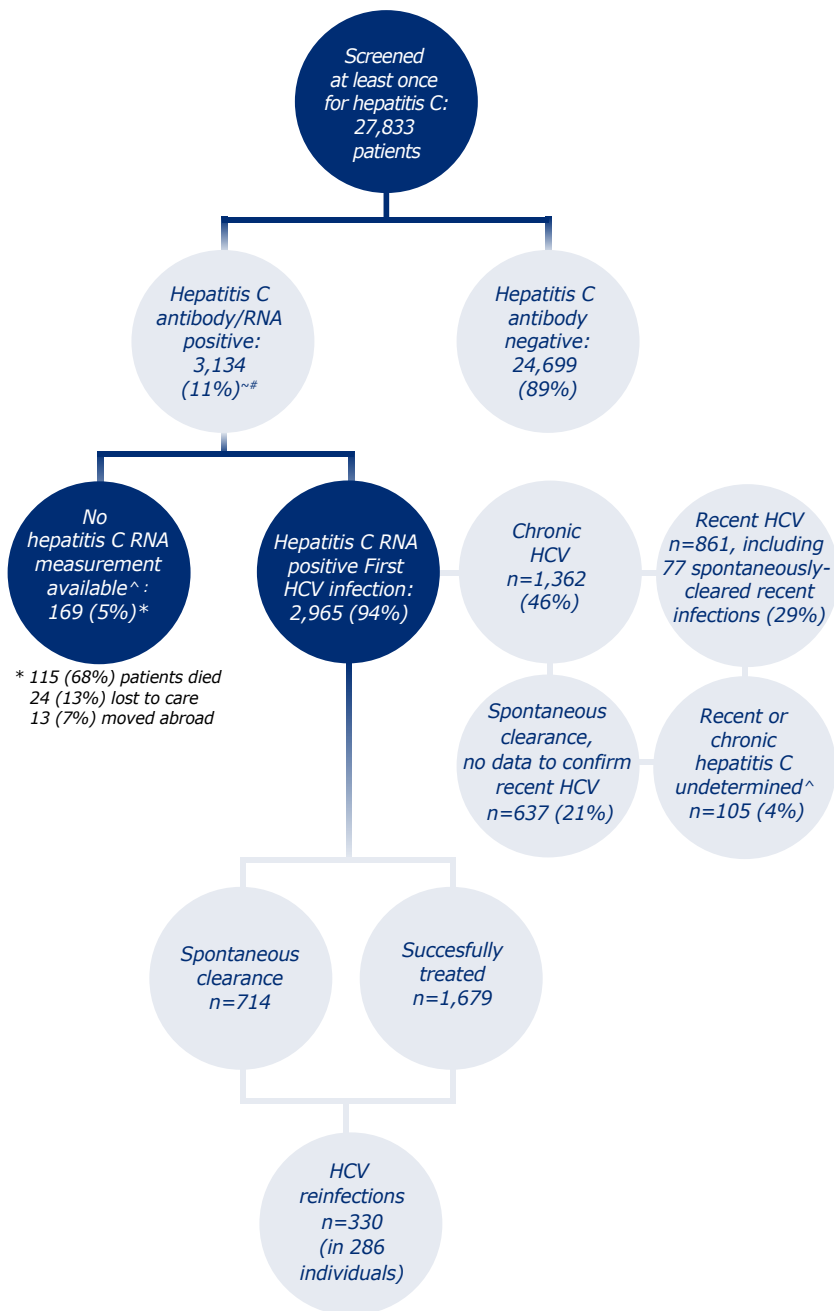 Screened
at least once
for hepatitis C:
27,833
patients
Hepatitis C
antibody/RNA
positive:
3,134
(11%)~#
Hepatitis C
antibody
negative:
24,699
(89%)
No
hepatitis C RNA
measurement
available^ :
169 (5%)*
* 115 (68%) patients died
24 (13%) lost to care
13 (7%) moved abroad
Hepatitis C RNA
positive First
HCV infection:
2,965 (94%)
Chronic
HCV
n=1,362
(46%)
Recent HCV
n=861, including
77 spontaneously-
cleared recent
infections (29%)
Spontaneous
clearance,
no data to confirm
recent HCV
n=637 (21%)
Recent or
chronic
hepatitis C
undetermined^
n=105 (4%)
Spontaneous
clearance
n=714
Succesfully
treated
n=1,679
HCV
reinfections
n=330
(in 286
individuals)